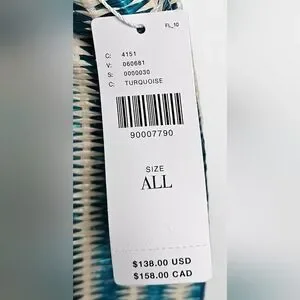 FL_10
C: 4151
V: 060681
S: 0000030
C: TURQUOISE
90007790
SIZE
ALL
$138.00 USD
$158.00 CAD